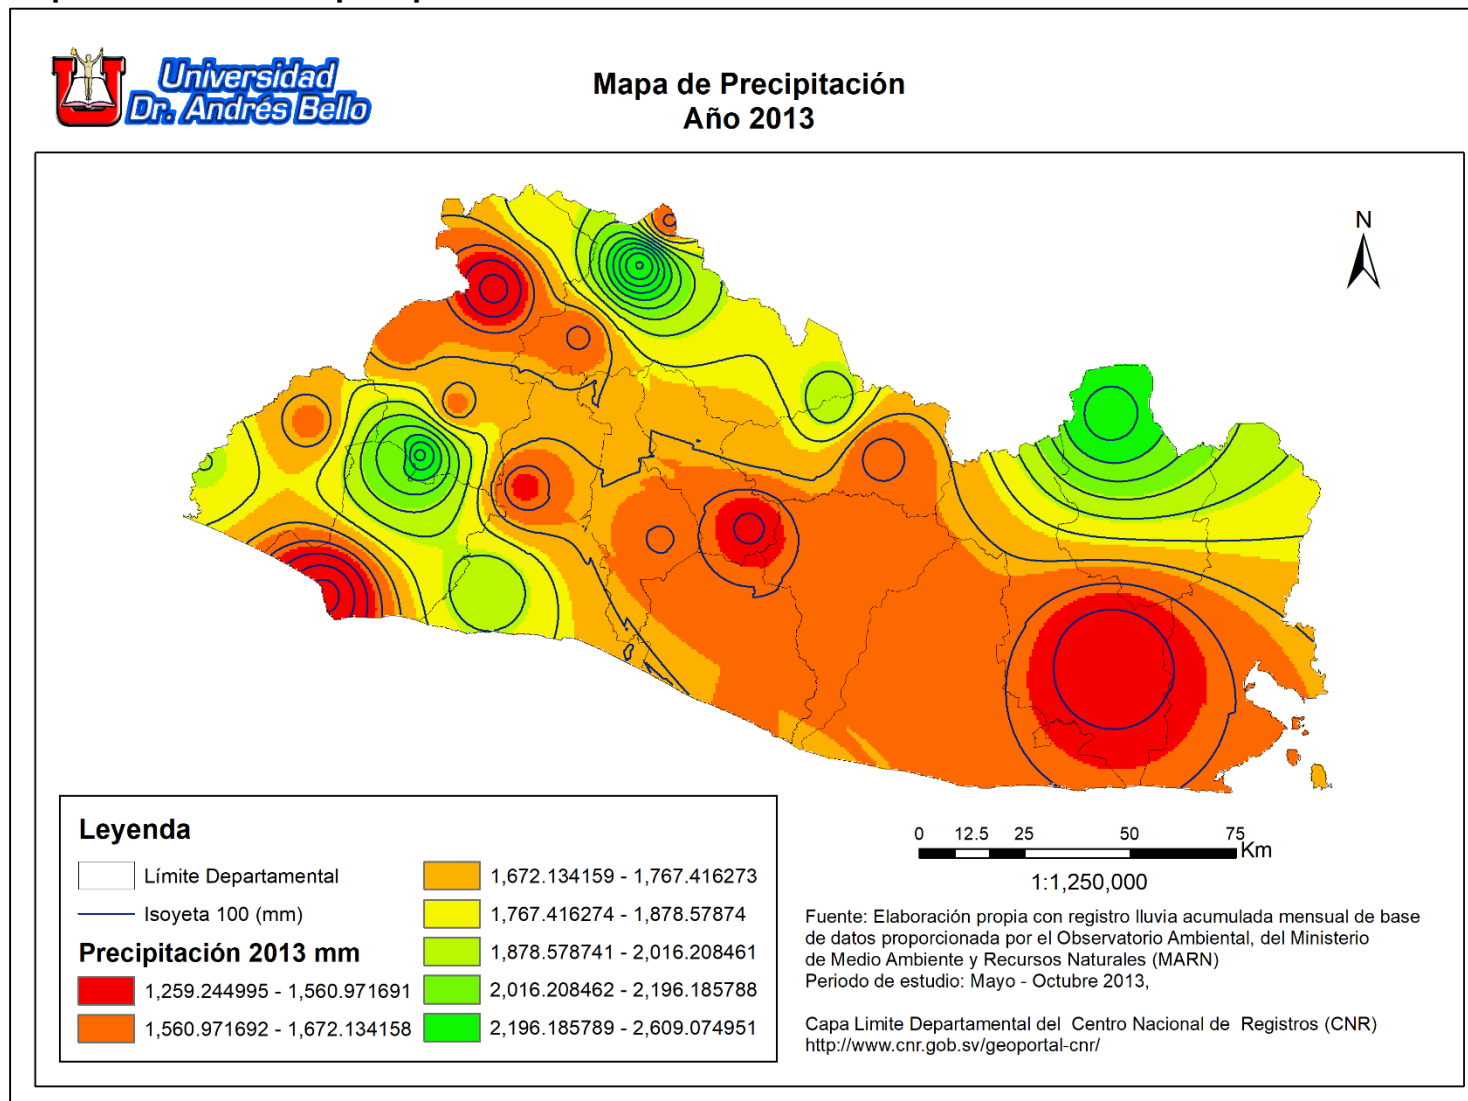 Universidad
Dr. Andrés Bello
Mapa de Precipitación
Año 2013
N
Leyenda
Límite Departamental
Isoyeta 100 (mm)
Precipitación 2013 mm
1,259.244995 - 1,560.971691
1,560.971692 - 1,672.134158
1,672.134159 - 1,767.416273
1,767.416274 - 1,878.57874
1,878.578741 - 2,016.208461
2,016.208462 - 2,196.185788
2,196.185789 - 2,609.074951
0 12.5 25 50 75
Km
1:1,250,000
Fuente: Elaboración propia con registro lluvia acumulada mensual de base
de datos proporcionada por el Observatorio Ambiental, del Ministerio
de Medio Ambiente y Recursos Naturales (MARN)
Periodo de estudio: Mayo - Octubre 2013,
Capa Limite Departamental del Centro Nacional de Registros (CNR)
http://www.cnr.gob.sv/geoportal-cnr/